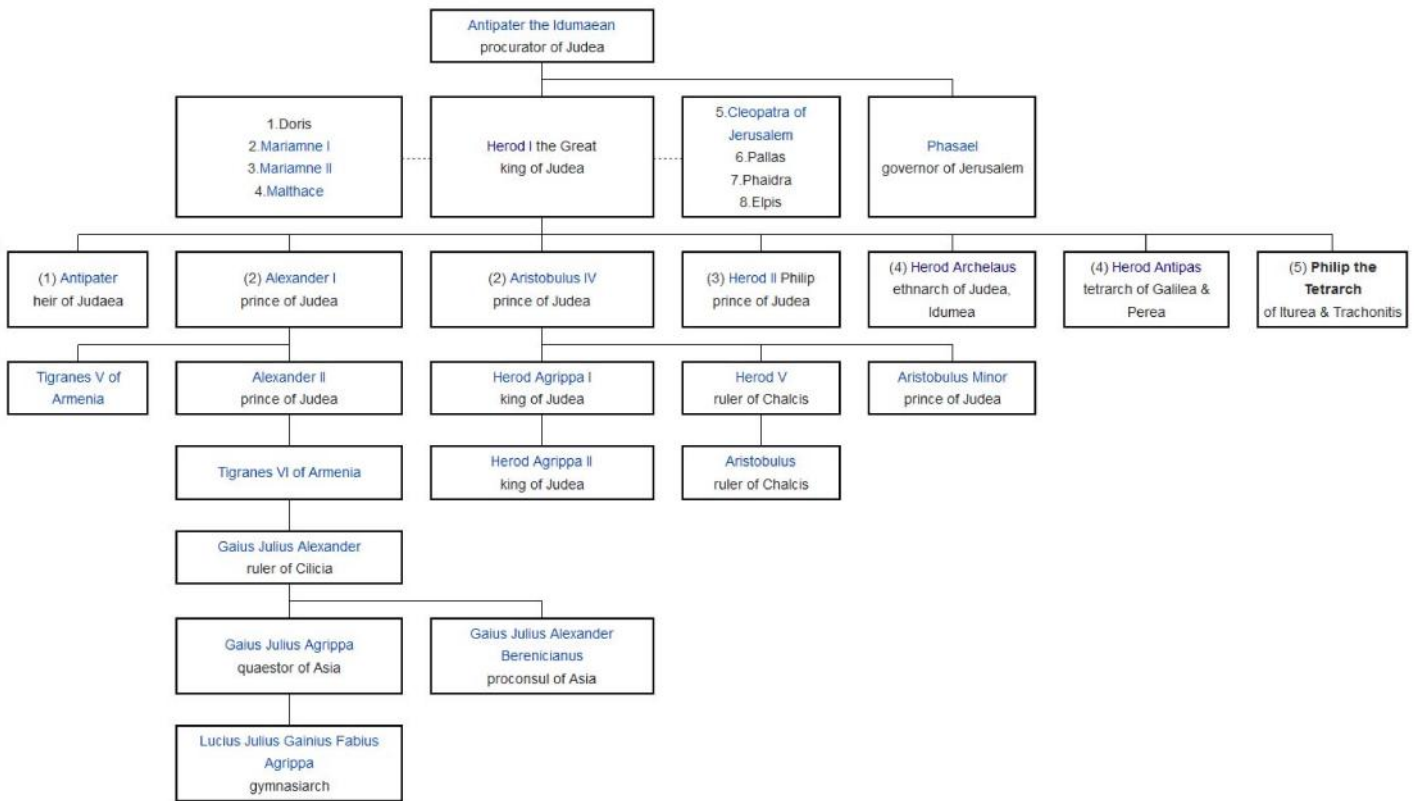 Antipater the Idumaean
procurator of Judea
1.Doris
2.Mariamne I
3.Mariamne II
4.Malthace
Herod I the Great
king of Judea
5.Cleopatra of
Jerusalem
6.Pallas
7.Phaidra
8.Elpis
Phasael
governor of Jerusalem
(1) Antipater
heir of Judaea
(2) Alexander I
prince of Judea
(2) Aristobulus IV
prince of Judea
(3) Herod II Philip
prince of Judea
(4) Herod Archelaus
ethnarch of Judea,
Idumea
(4) Herod Antipas
tetrarch of Galilea &
Perea
(5) Philip the
Tetrarch
of Iturea & Trachonitis
Tigranes V of
Armenia
Alexander II
prince of Judea
Herod Agrippa I
king of Judea
Herod V
ruler of Chalcis
Aristobulus Minor
prince of Judea
Tigranes VI of Armenia
Herod Agrippa II
king of Judea
Aristobulus
ruler of Chalcis
Gaius Julius Alexander
ruler of Cilicia
Gaius Julius Agrippa
quaestor of Asia
Gaius Julius Alexander
Berenicianus
proconsul of Asia
Lucius Julius Gainius Fabius
Agrippa
gymnasiarch